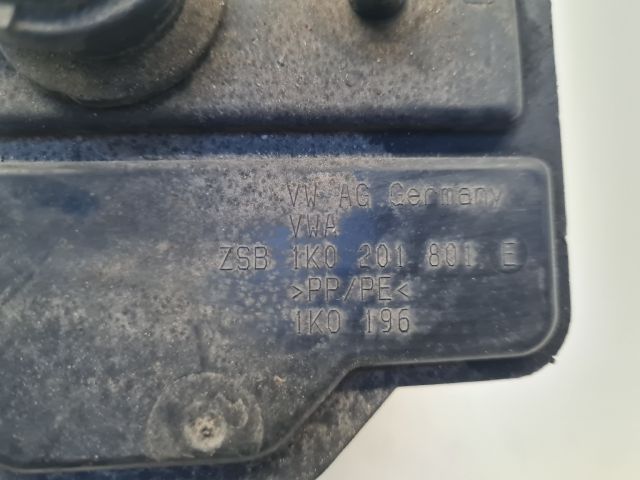 VW AG Germany
VWA
ZSB 1K0 201 801 E
>PP/PE<
1K0 196